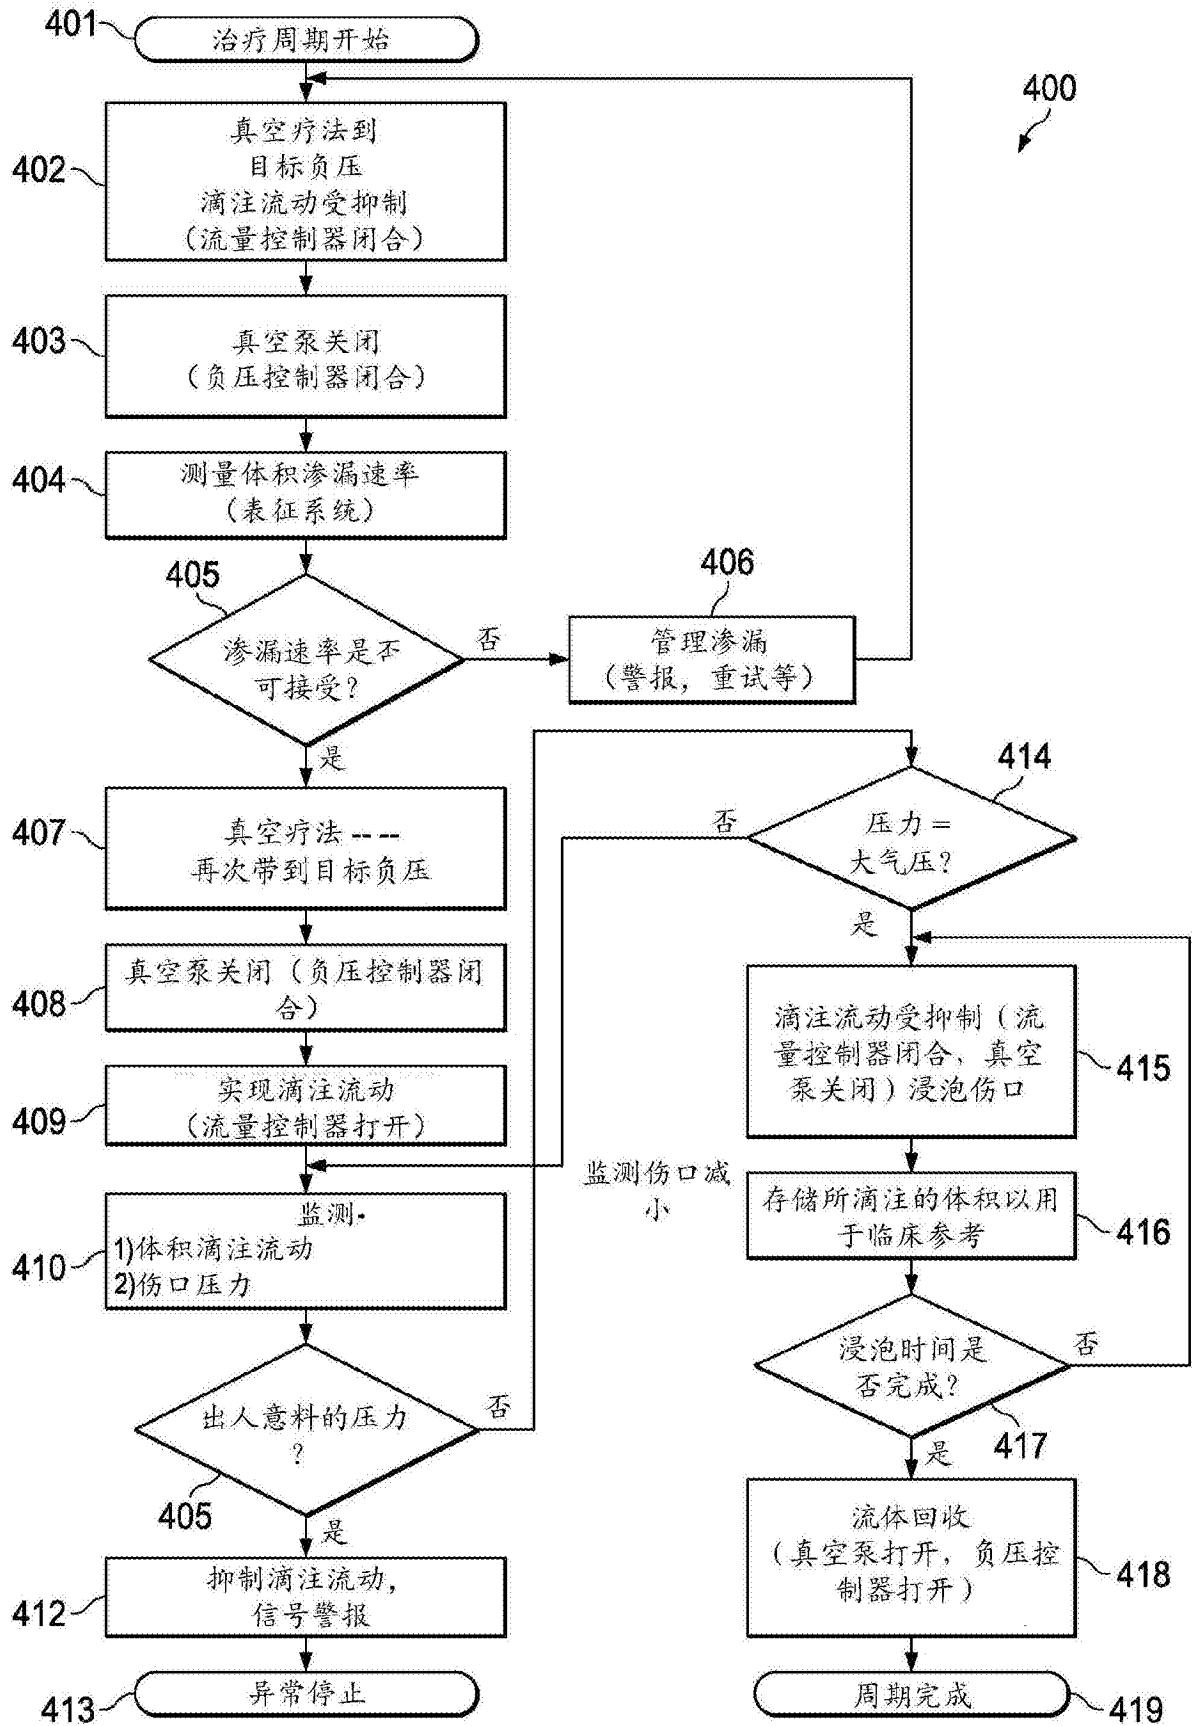 401
治疗周期开始
400
402
真空疗法到
目标负压
滴注流动受抑制
（流量控制器闭合）
403
真空泵关闭
（负压控制器闭合）
404
测量体积渗漏速率
（表征系统）
405
渗漏速率是否
可接受？
否
406
管理渗漏
（警报，重试等）
是
407
真空疗法----
再次带到目标负压
408
真空泵关闭（负压控制器闭
合）
409
实现滴注流动
（流量控制器打开）
410
监测-
1)体积滴注流动
2)伤口压力
出人意料的压力
？
否
405
是
412
抑制滴注流动，
信号警报
413
异常停止
414
压力＝
大气压？
否
是
415
滴注流动受抑制（流
量控制器闭合，真空
泵关闭）浸泡伤口
监测伤口减
小
416
存储所滴注的体积以用
于临床参考
浸泡时间是
否完成？
否
417
是
418
流体回收
（真空泵打开，负压控
制器打开）
周期完成
419